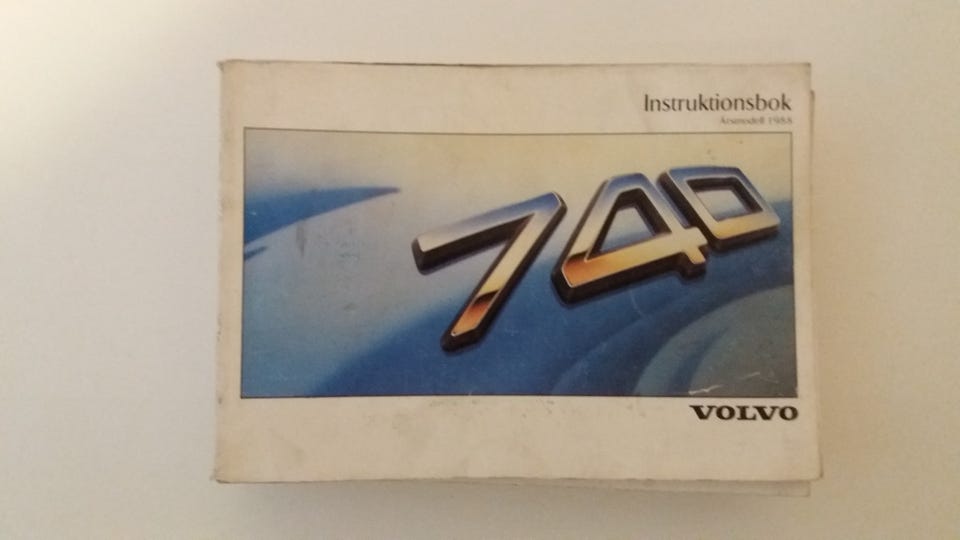 Instruktionsbok
Årsmodell 1988
740
VOLVO